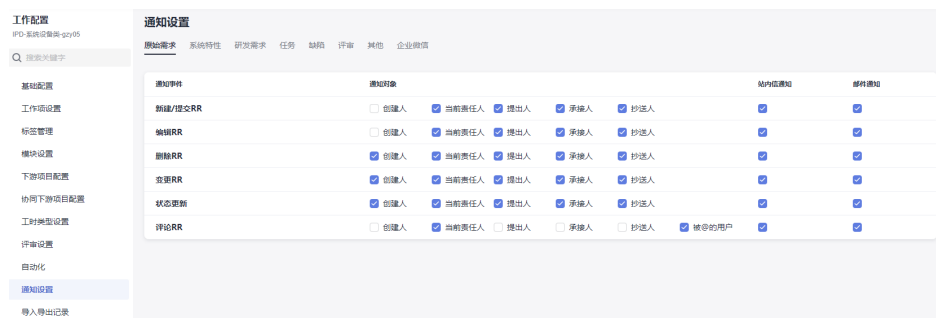 工作配置
IPD-系统设备类-gzy05
搜索关键字
基础配置
工作项设置
标签管理
模块设置
下游项目配置
协同下游项目配置
工时类型设置
评审设置
自动化
通知设置
导入导出记录
通知设置
原始需求 系统特性 研发需求 任务 缺陷 评审 其他 企业微信
通知事件 通知对象 站内信通知 邮件通知
新建/提交RR 创建人 当前责任人 提出人 承接人 抄送人
编辑RR 创建人 当前责任人 提出人 承接人 抄送人
删除RR 创建人 当前责任人 提出人 承接人 抄送人
变更RR 创建人 当前责任人 提出人 承接人 抄送人
状态更新 创建人 当前责任人 提出人 承接人 抄送人
评论RR 创建人 当前责任人 提出人 承接人 抄送人 被@的用户